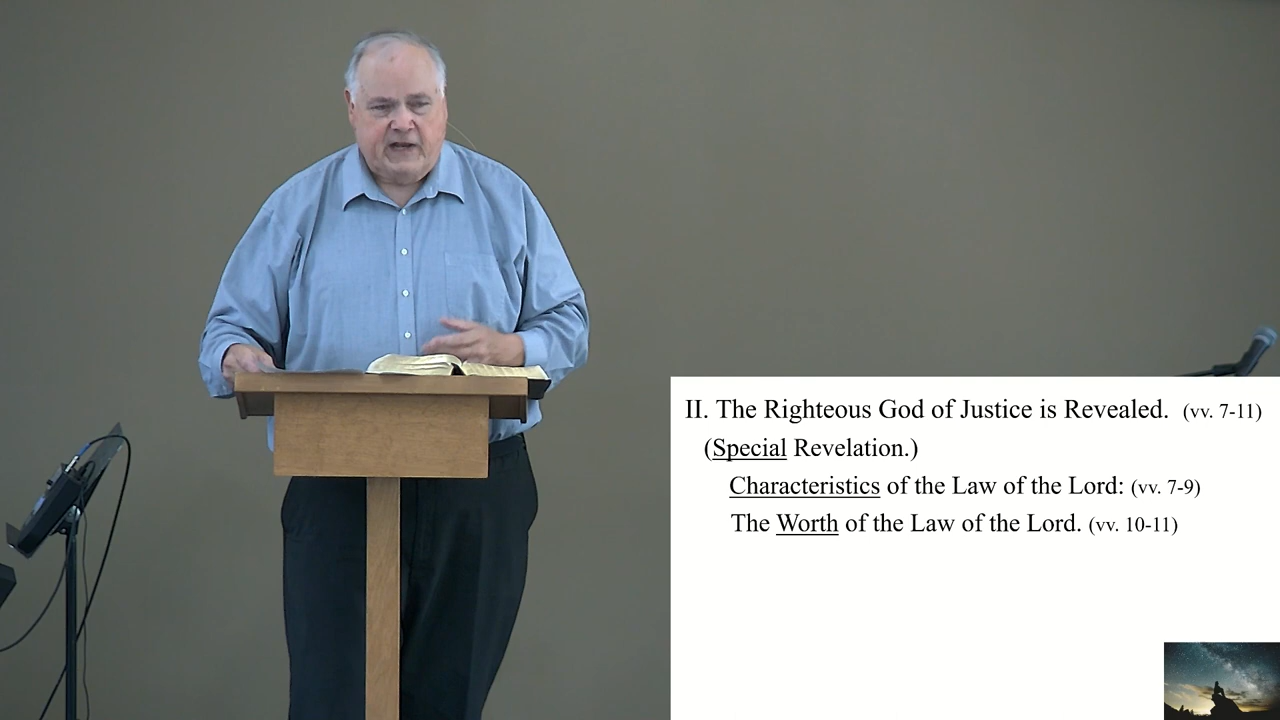 II. The Righteous God of Justice is Revealed. (vv. 7-11)
(Special Revelation.)
Characteristics of the Law of the Lord: (vv. 7-9)
The Worth of the Law of the Lord. (vv. 10-11)